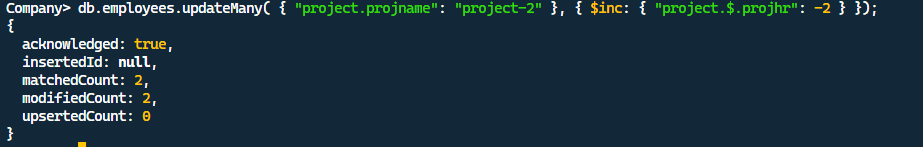 Company> db.employees.updateMany( { "project.projname": "project-2" }, { $inc: { "project.$.projhr": -2 } });
{
  acknowledged: true,
  insertedId: null,
  matchedCount: 2,
  modifiedCount: 2,
  upsertedCount: 0
}